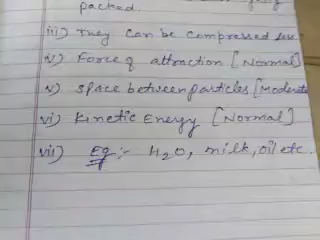 packed.
iii) They can be compressed less
iv) Force of attraction [Normal]
v) Space between particles [Moderate
vi) Kinetic Energy [Normal]
vii) Eg :- H2O, milk, oil etc.